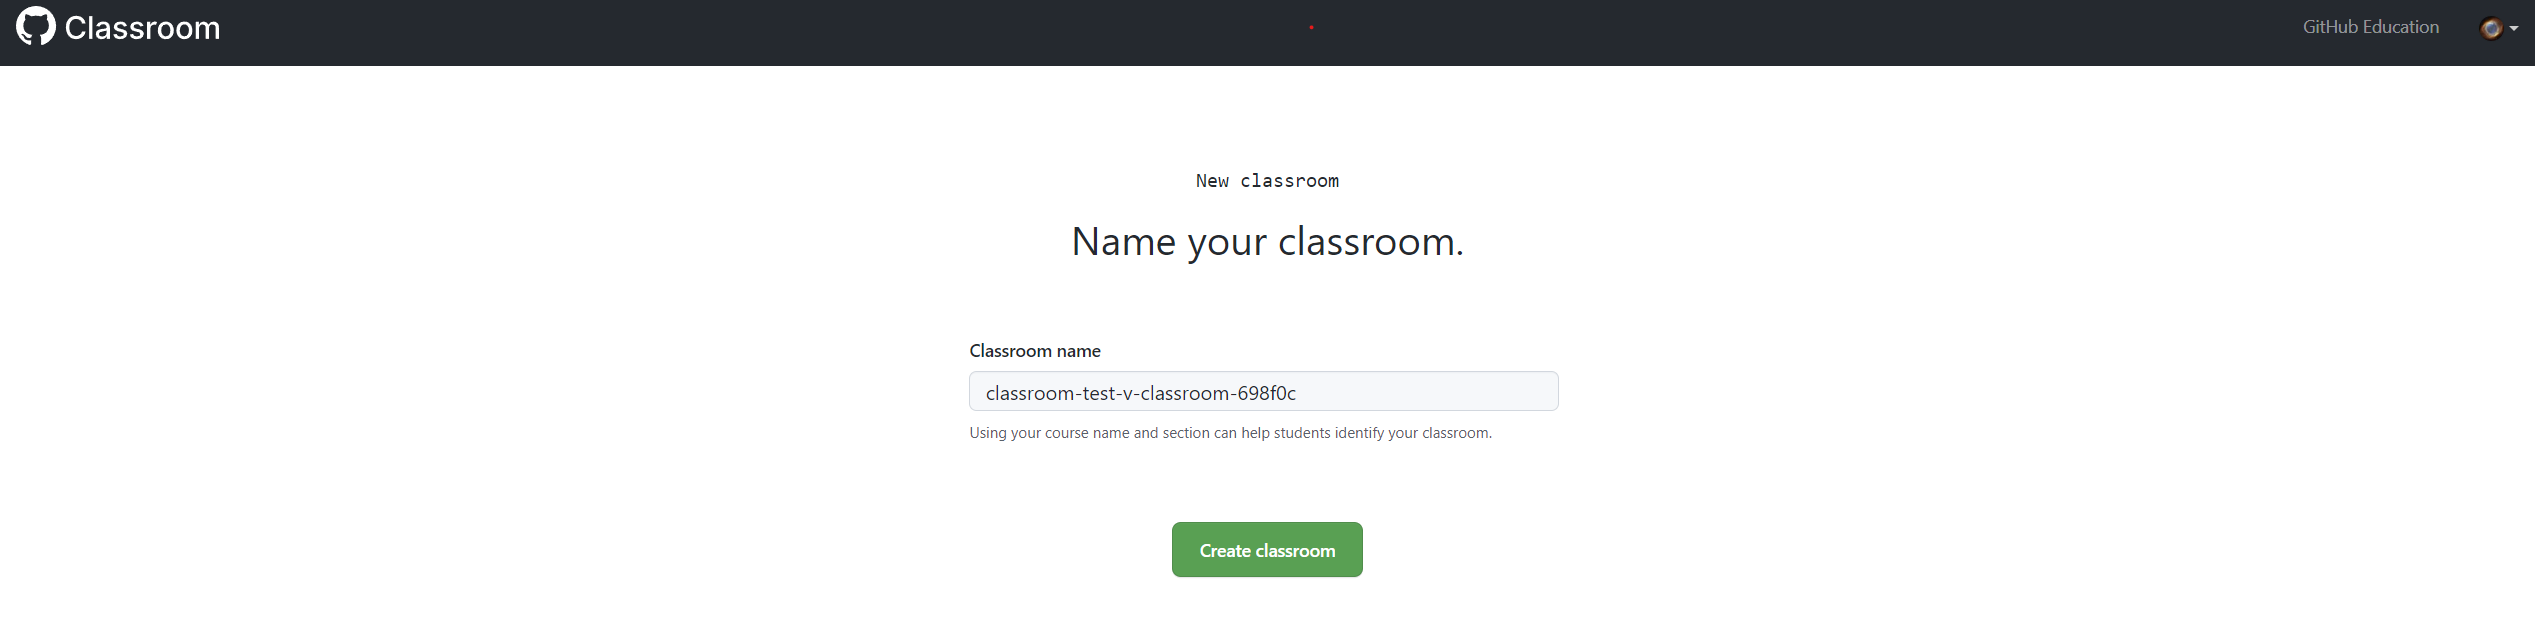 Classroom
GitHub Education
New classroom
Name your classroom.
Classroom name
classroom-test-v-classroom-698f0c
Using your course name and section can help students identify your classroom.
Create classroom